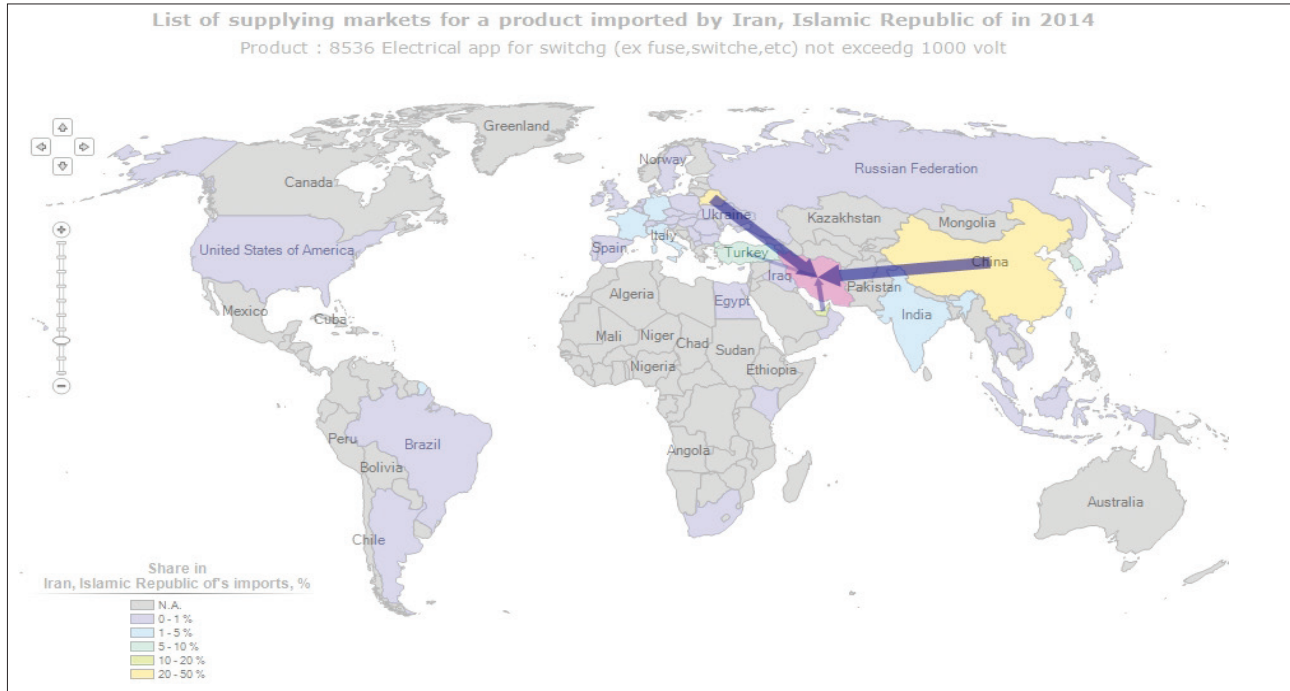 List of supplying markets for a product imported by Iran, Islamic Republic of in 2014
Product : 8536 Electrical app for switchg (ex fuse,switche,etc) not exceedg 1000 volt
Greenland
Norway
Russian Federation
Canada
Ukraine
Kazakhstan
Mongolia
United States of America
Spain
Italy
Turkey
China
Iraq
Pakistan
Mexico
Cuba
Algeria
Egypt
India
Mali
Niger
Chad
Sudan
Nigeria
Ethiopia
Peru
Brazil
Bolivia
Angola
Australia
Chile
Share in
Iran, Islamic Republic of's imports, %
N.A.
0 - 1 %
1 - 5 %
5 - 10 %
10 - 20 %
20 - 50 %